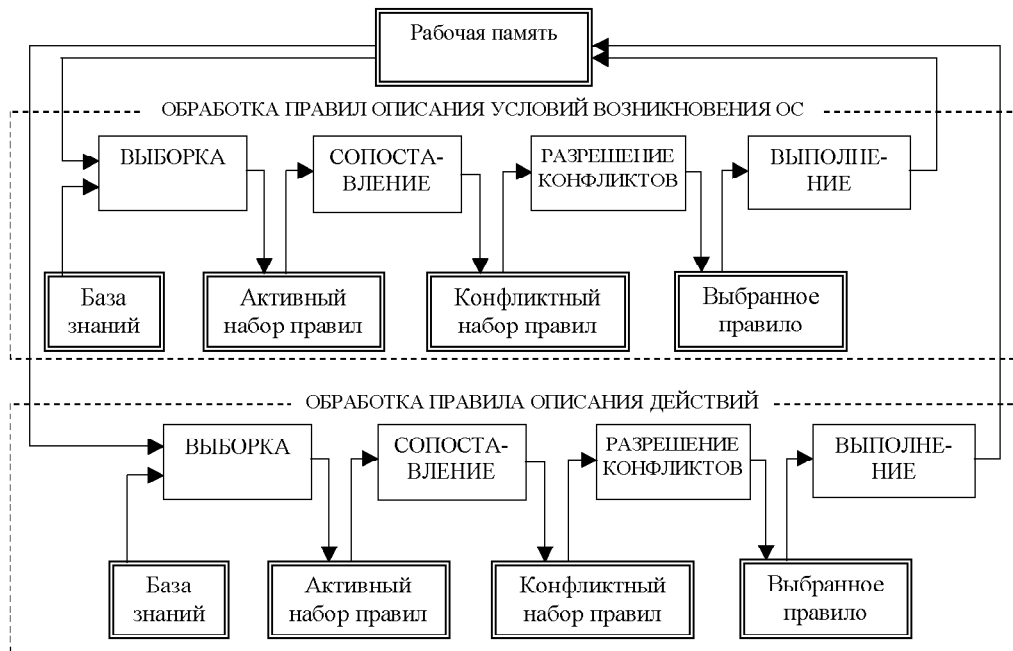 Рабочая память
ОБРАБОТКА ПРАВИЛ ОПИСАНИЯ УСЛОВИЙ ВОЗНИКНОВЕНИЯ ОС
ВЫБОРКА
СОПОСТА-
ВЛЕНИЕ
РАЗРЕШЕНИЕ
КОНФЛИКТОВ
ВЫПОЛНЕ-
НИЕ
База
знаний
Активный
набор правил
Конфликтный
набор правил
Выбранное
правило
ОБРАБОТКА ПРАВИЛА ОПИСАНИЯ ДЕЙСТВИЙ
ВЫБОРКА
СОПОСТА-
ВЛЕНИЕ
РАЗРЕШЕНИЕ
КОНФЛИКТОВ
ВЫПОЛНЕ-
НИЕ
База
знаний
Активный
набор правил
Конфликтный
набор правил
Выбранное
правило